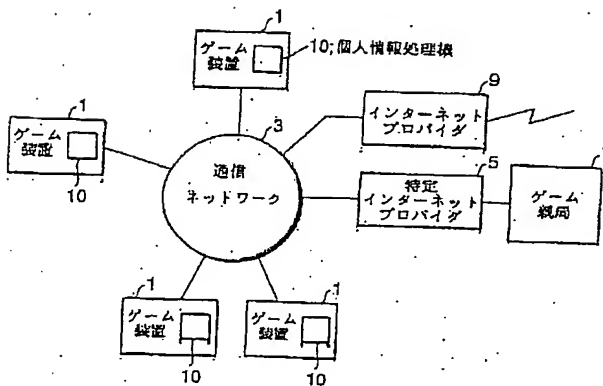 1
ゲーム
装置
10;個人情報処理機
9
インターネット
プロバイダ
1
ゲーム
装置
10
3
通信
ネットワーク
5
特定
インターネット
プロバイダ
ゲーム
親局
1
ゲーム
装置
10
1
ゲーム
装置
10